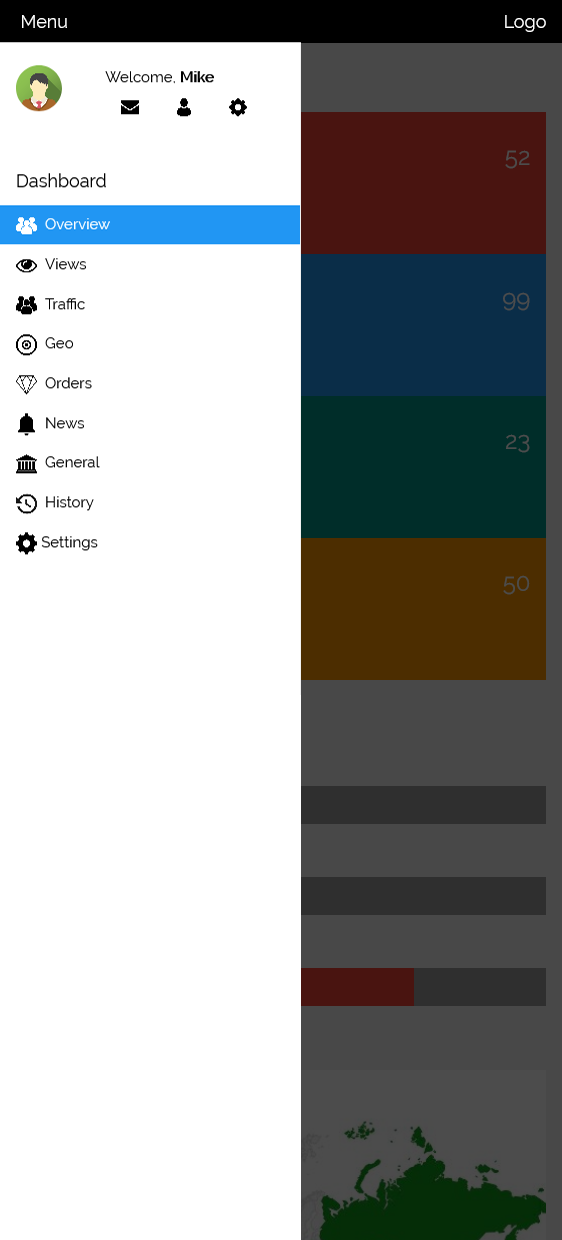 Menu Logo
Welcome, Mike
Dashboard
Overview
Views
Traffic
Geo
Orders
News
General
History
Settings
52
99
23
50